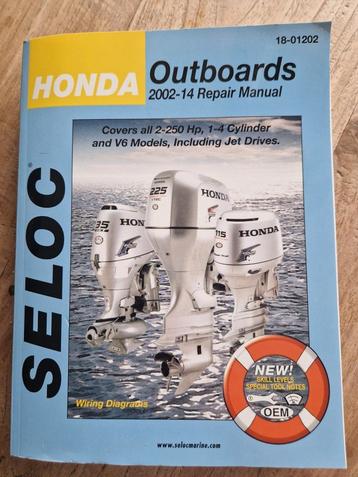 18-01202
HONDA
Outboards
2002-14 Repair Manual
Covers all 2-250 Hp, 1-4 Cylinder
and V6 Models, Including Jet Drives.
SELOC
®
225
HONDA
HONDA
35
HONDA
115
NEW!
SKILL LEVELS
SPECIAL TOOL NOTES
OEM
Wiring Diagrams
www.selocmarine.com